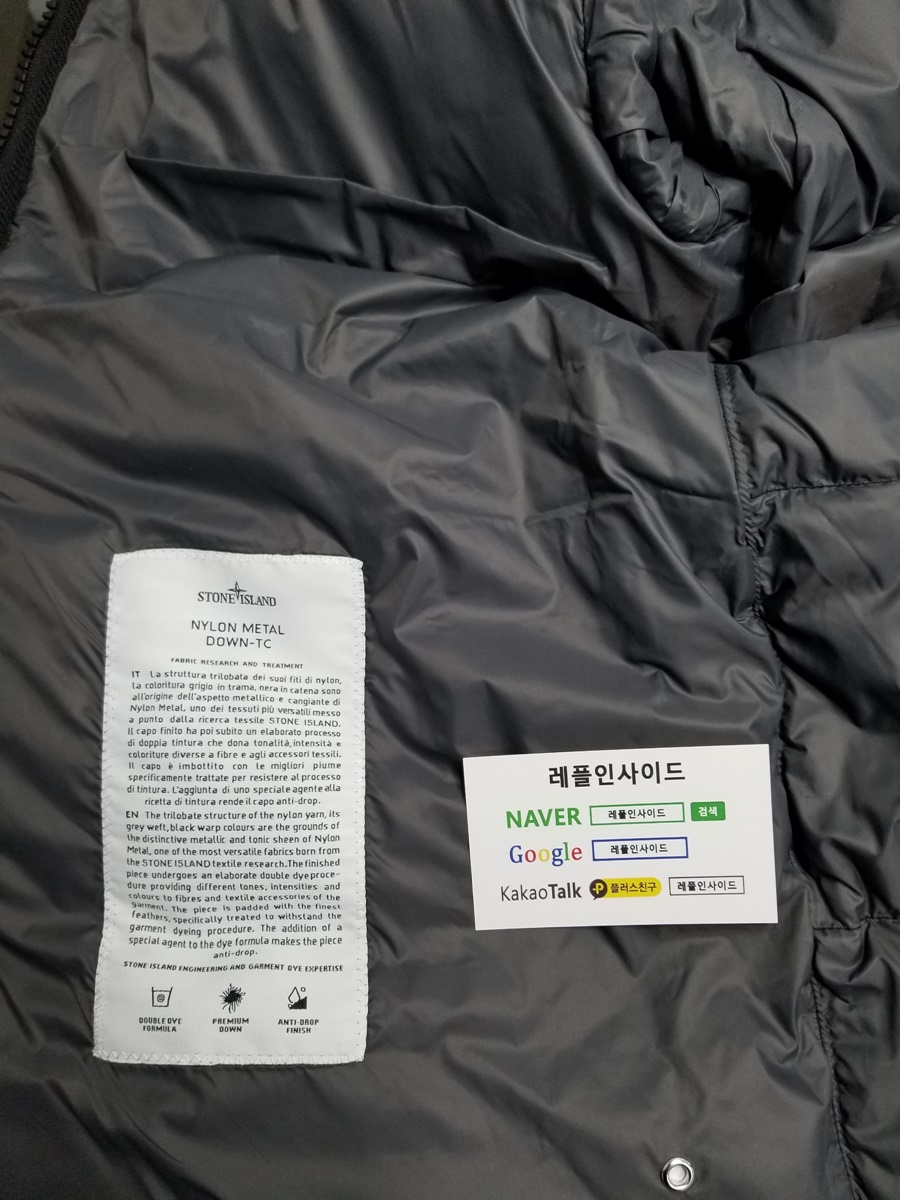 STONE ISLAND
NYLON METAL
DOWN-TC
FABRIC RESEARCH AND TREATMENT
IT La struttura trilobata dei suoi fiti di nylon,
la coloritura grigio in trama, nera in catena sono
all'origine dell'aspetto metallico e cangiante di
Nylon Metal, uno dei tessuti più versatili messo
a punto dalla ricerca tessile STONE ISLAND.
Il capo finito ha poi subito un elaborato processo
di doppia tintura che dona tonalità, intensità e
coloriture diverse a fibre e agli accessori tessili.
Il capo è imbottito con le migliori piume
specificamente trattate per resistere al processo
di tintura. L'aggiunta di uno speciale agente alla
ricetta di tintura rende il capo anti-drop.
EN The trilobate structure of the nylon yarn, its
grey weft, black warp colours are the grounds of
the distinctive metallic and tonic sheen of Nylon
Metal, one of the most versatile fabrics born from
the STONE ISLAND textile research.The finished
piece undergoes an elaborate double dyeproce-
dure providing different tones, intensities and
colours to fibres and textile accessories of the
garment. The piece is padded with the finest
feathers, specifically treated to withstand the
garment dyeing procedure. The addition of a
special agent to the dye formula makes the piece
anti-drop.
STONE ISLAND ENGINEERING AND GARMENT DYE EXPERTISE
DOUBLE DYE
FORMULA
PREMIUM
DOWN
ANTI-DROP
FINISH
레플인사이드
NAVER 레플인사이드 검색
Google 레플인사이드
KakaoTalk P 플러스친구 레플인사이드